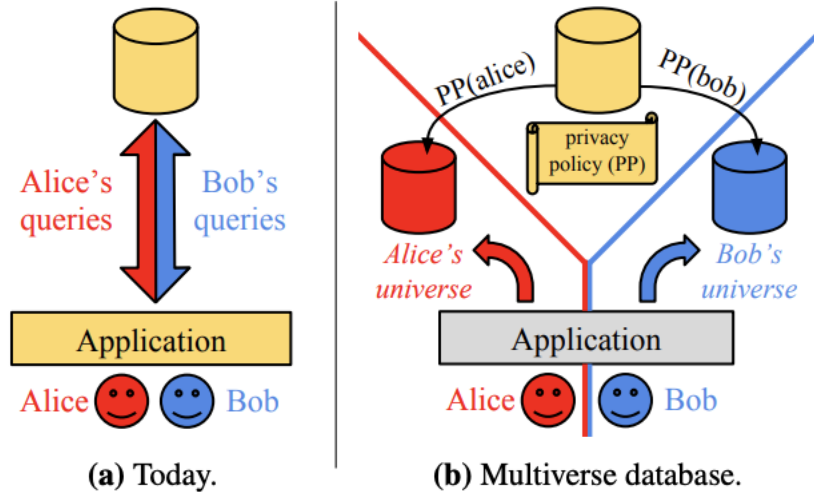 Alice's
queries
Bob's
queries
Application
Alice
Bob
(a) Today.
PP(alice)
PP(bob)
privacy
policy (PP)
Alice's
universe
Bob's
universe
Application
Alice
Bob
(b) Multiverse database.